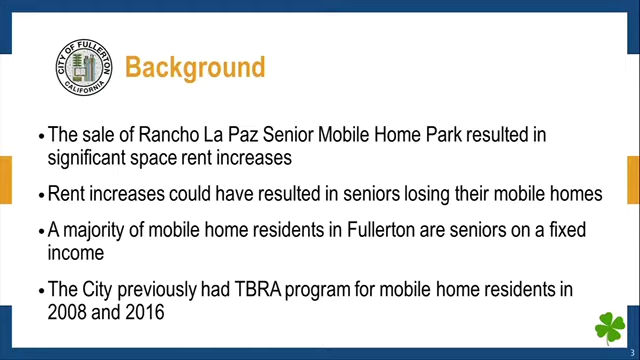 CITY OF FULLERTON
CALIFORNIA
Background
• The sale of Rancho La Paz Senior Mobile Home Park resulted in
significant space rent increases
• Rent increases could have resulted in seniors losing their mobile homes
• A majority of mobile home residents in Fullerton are seniors on a fixed
income
• The City previously had TBRA program for mobile home residents in
2008 and 2016
3